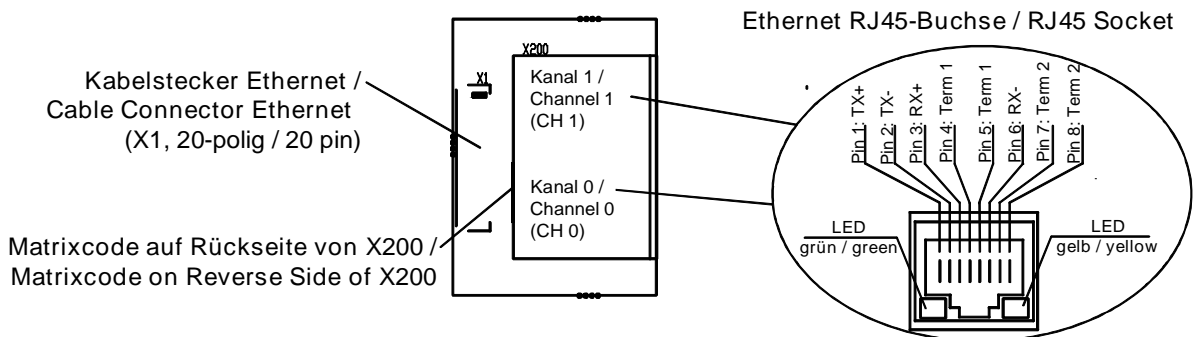 Ethernet RJ45-Buchse / RJ45 Socket
X200
X1
Kabelstecker Ethernet /
Cable Connector Ethernet
(X1, 20-polig / 20 pin)
Kanal 1 /
Channel 1
(CH 1)
Kanal 0 /
Channel 0
(CH 0)
Matrixcode auf Rückseite von X200 /
Matrixcode on Reverse Side of X200
Pin 1: TX+
Pin 2: TX-
Pin 3: RX+
Pin 4: Term 1
Pin 5: Term 1
Pin 6: RX-
Pin 7: Term 2
Pin 8: Term 2
LED
grün / green
LED
gelb / yellow